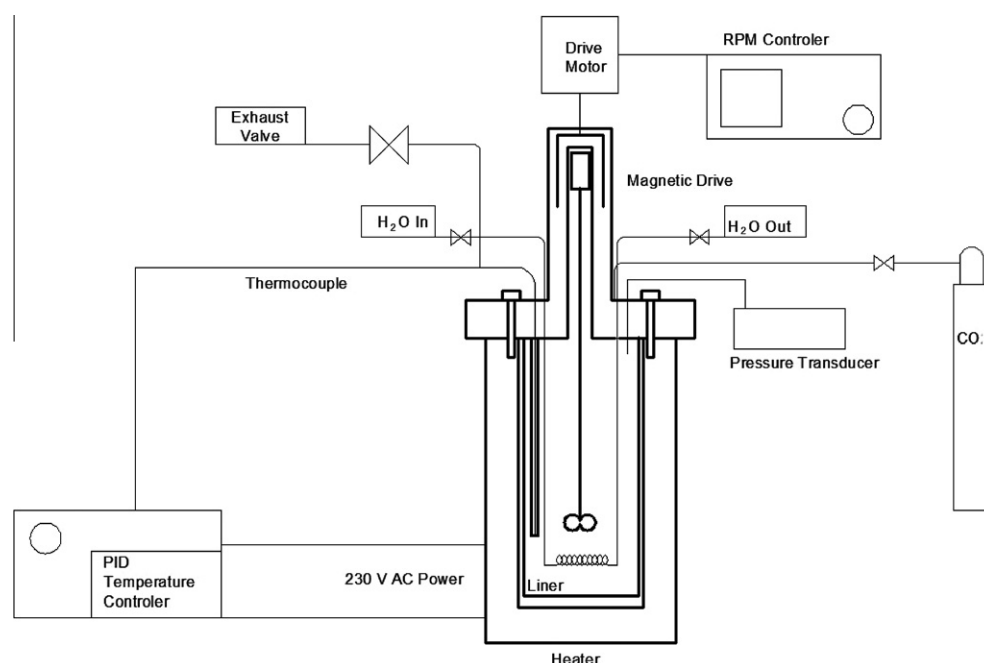 Drive
Motor
RPM Controler
Exhaust
Valve
Magnetic Drive
H₂O In
H₂O Out
Thermocouple
CO:
Pressure Transducer
PID
Temperature
Controler
230 V AC Power
Liner
Heater